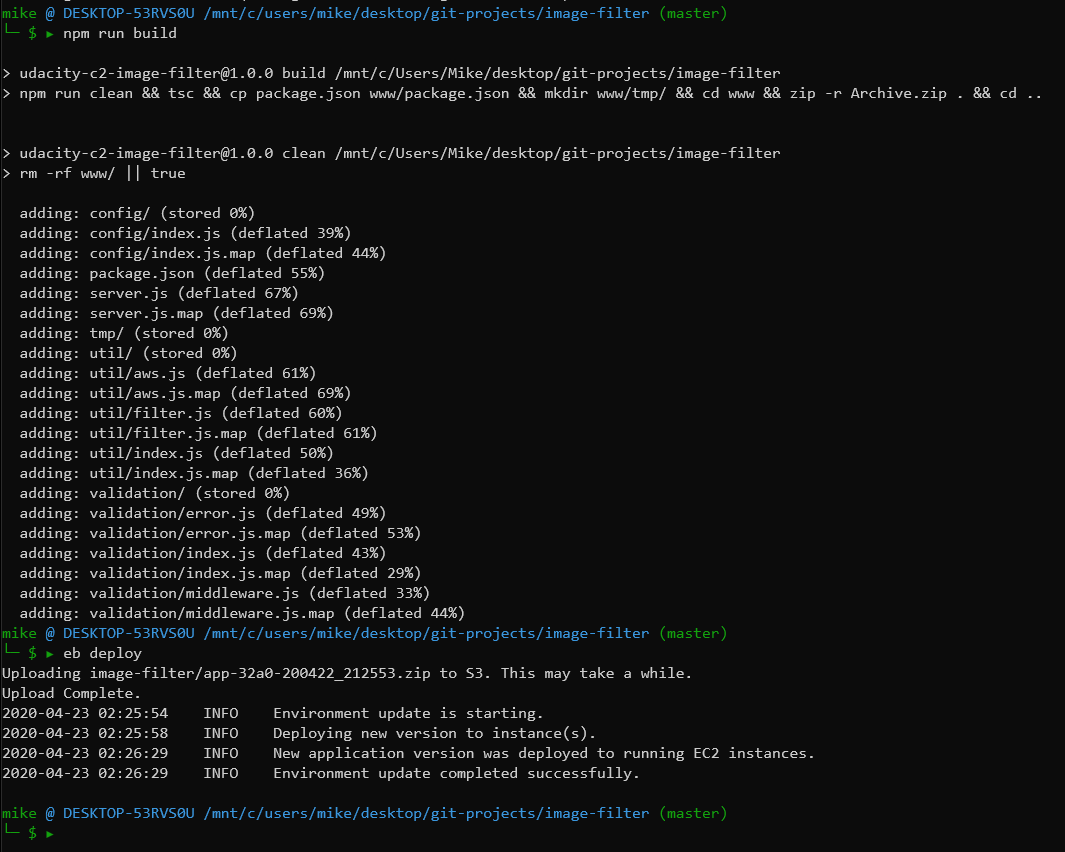 mike @ DESKTOP-53RVS0U /mnt/c/users/mike/desktop/git-projects/image-filter (master)
└─ $ ▶ npm run build
> udacity-c2-image-filter@1.0.0 build /mnt/c/Users/Mike/desktop/git-projects/image-filter
> npm run clean && tsc && cp package.json www/package.json && mkdir www/tmp/ && cd www && zip -r Archive.zip . && cd ..
> udacity-c2-image-filter@1.0.0 clean /mnt/c/Users/Mike/desktop/git-projects/image-filter
> rm -rf www/ || true
adding: config/ (stored 0%)
adding: config/index.js (deflated 39%)
adding: config/index.js.map (deflated 44%)
adding: package.json (deflated 55%)
adding: server.js (deflated 67%)
adding: server.js.map (deflated 69%)
adding: tmp/ (stored 0%)
adding: util/ (stored 0%)
adding: util/aws.js (deflated 61%)
adding: util/aws.js.map (deflated 69%)
adding: util/filter.js (deflated 60%)
adding: util/filter.js.map (deflated 61%)
adding: util/index.js (deflated 50%)
adding: util/index.js.map (deflated 36%)
adding: validation/ (stored 0%)
adding: validation/error.js (deflated 49%)
adding: validation/error.js.map (deflated 53%)
adding: validation/index.js (deflated 43%)
adding: validation/index.js.map (deflated 29%)
adding: validation/middleware.js (deflated 33%)
adding: validation/middleware.js.map (deflated 44%)
mike @ DESKTOP-53RVS0U /mnt/c/users/mike/desktop/git-projects/image-filter (master)
└─ $ ▶ eb deploy
Uploading image-filter/app-32a0-200422_212553.zip to S3. This may take a while.
Upload Complete.
2020-04-23 02:25:54    INFO    Environment update is starting.
2020-04-23 02:25:58    INFO    Deploying new version to instance(s).
2020-04-23 02:26:29    INFO    New application version was deployed to running EC2 instances.
2020-04-23 02:26:29    INFO    Environment update completed successfully.
mike @ DESKTOP-53RVS0U /mnt/c/users/mike/desktop/git-projects/image-filter (master)
└─ $ ▶